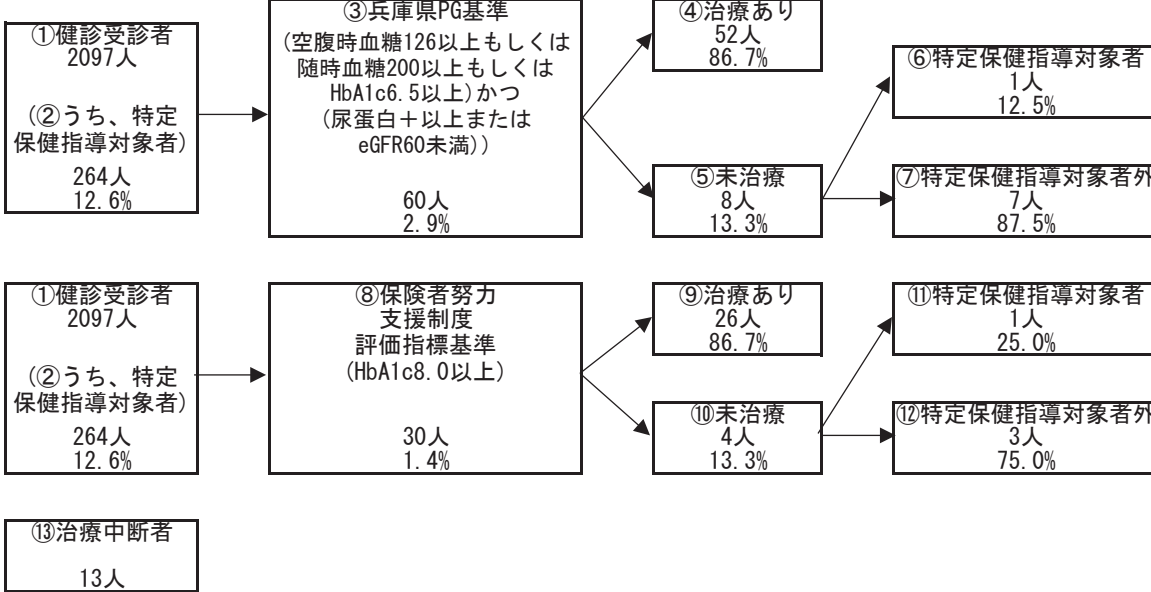 ①健診受診者
2097人
(②うち、特定
保健指導対象者)
264人
12.6%
③兵庫県PG基準
(空腹時血糖126以上もしくは
随時血糖200以上もしくは
HbA1c6.5以上)かつ
(尿蛋白＋以上または
eGFR60未満))
60人
2.9%
④治療あり
52人
86.7%
⑤未治療
8人
13.3%
⑥特定保健指導対象者
1人
12.5%
⑦特定保健指導対象者外
7人
87.5%
①健診受診者
2097人
(②うち、特定
保健指導対象者)
264人
12.6%
⑧保険者努力
支援制度
評価指標基準
(HbA1c8.0以上)
30人
1.4%
⑨治療あり
26人
86.7%
⑩未治療
4人
13.3%
⑪特定保健指導対象者
1人
25.0%
⑫特定保健指導対象者外
3人
75.0%
⑬治療中断者
13人